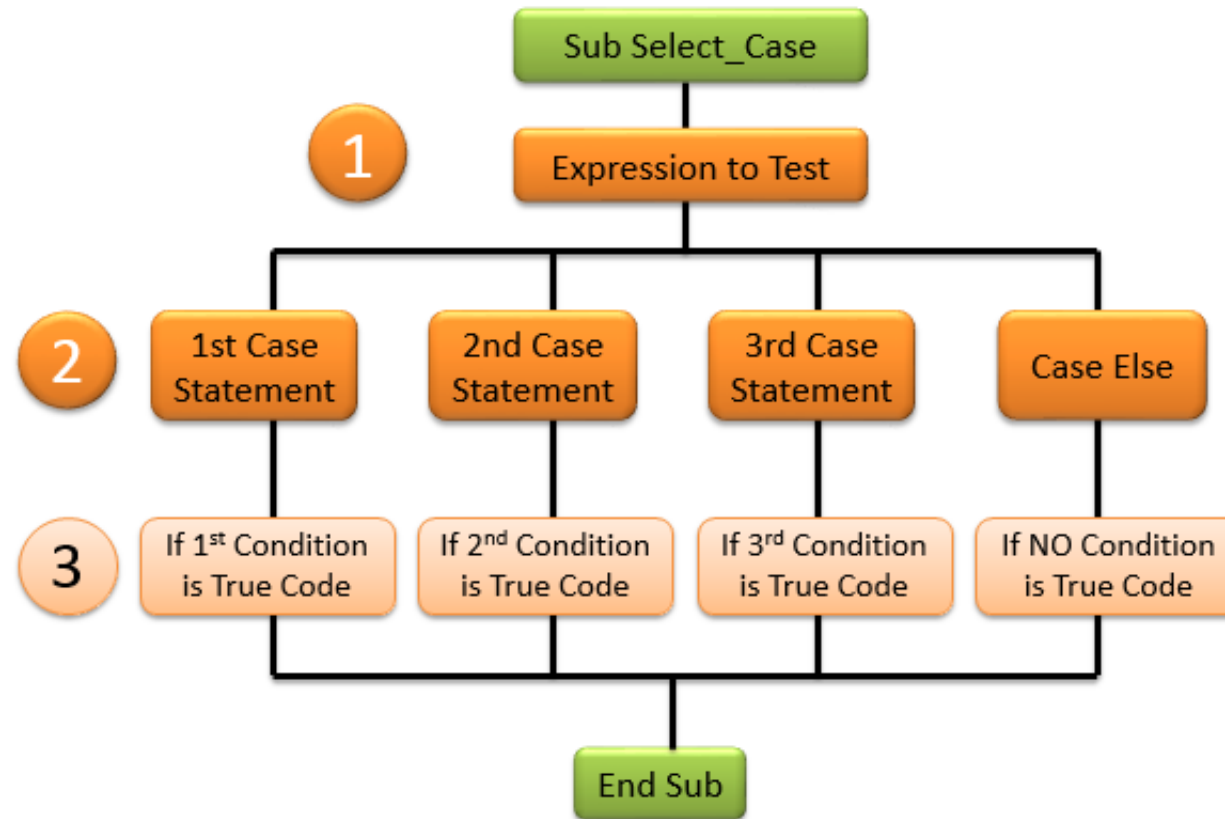 Sub Select_Case
1
Expression to Test
2
1st Case
Statement
2nd Case
Statement
3rd Case
Statement
Case Else
3
If 1st Condition
is True Code
If 2nd Condition
is True Code
If 3rd Condition
is True Code
If NO Condition
is True Code
End Sub